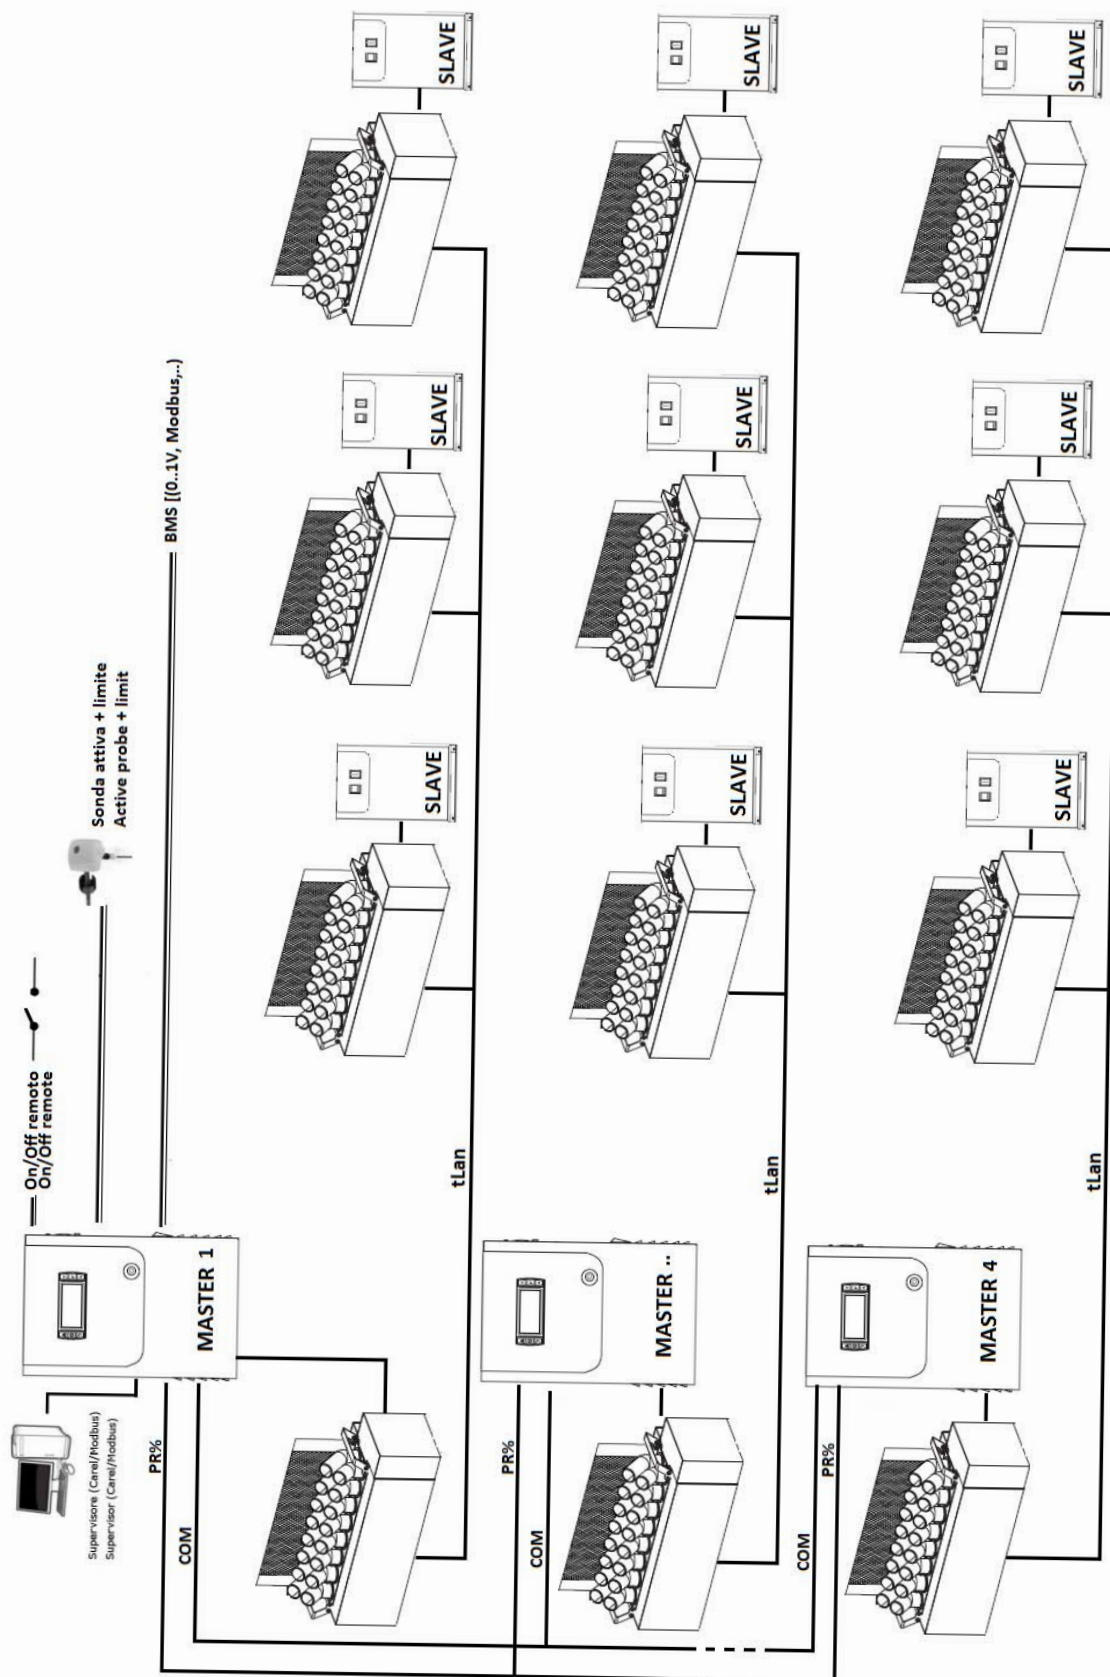 On/Off remoto
On/Off remote
Sonda attiva + limite
Active probe + limit
BMS [(0..1V, Modbus,..)
Supervisore (Carel/Modbus)
Supervisor (Carel/Modbus)
MASTER 1
PR%
COM
tLan
SLAVE
SLAVE
SLAVE
MASTER ..
PR%
COM
tLan
SLAVE
SLAVE
SLAVE
MASTER 4
PR%
COM
tLan
SLAVE
SLAVE
SLAVE